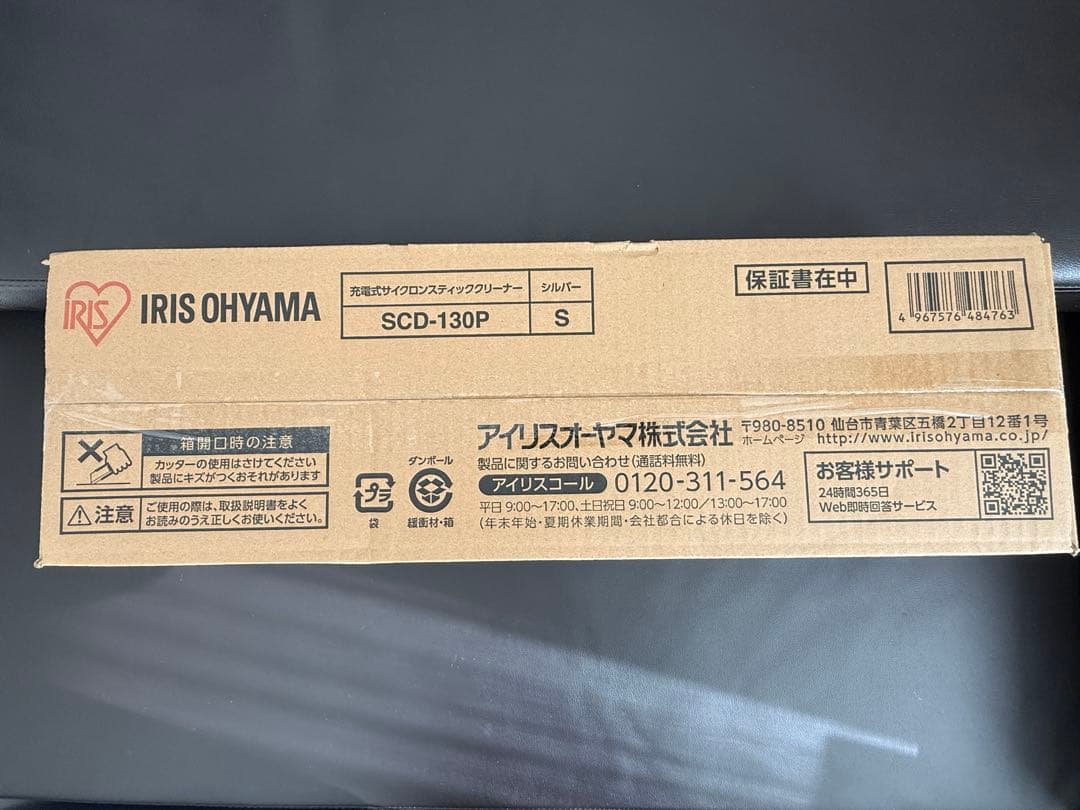 IRIS
IRIS OHYAMA
充電式サイクロンスティッククリーナー
シルバー
SCD-130P
S
保証書在中
4 967576 484763
箱開口時の注意
カッターの使用はさけてください
製品にキズがつくおそれがあります
注意
ご使用の際は、取扱説明書をよく
お読みのうえ正しくお使いください。
プラ
袋
ダンボール
緩衝材・箱
アイリスオーヤマ株式会社
〒980-8510 仙台市青葉区五橋2丁目12番1号
ホームページ http://www.irisohyama.co.jp/
製品に関するお問い合わせ(通話料無料)
アイリスコール 0120-311-564
平日 9:00~17:00、土日祝日 9:00~12:00/13:00~17:00
(年末年始・夏期休業期間・会社都合による休日を除く)
お客様サポート
24時間365日
Web即時回答サービス